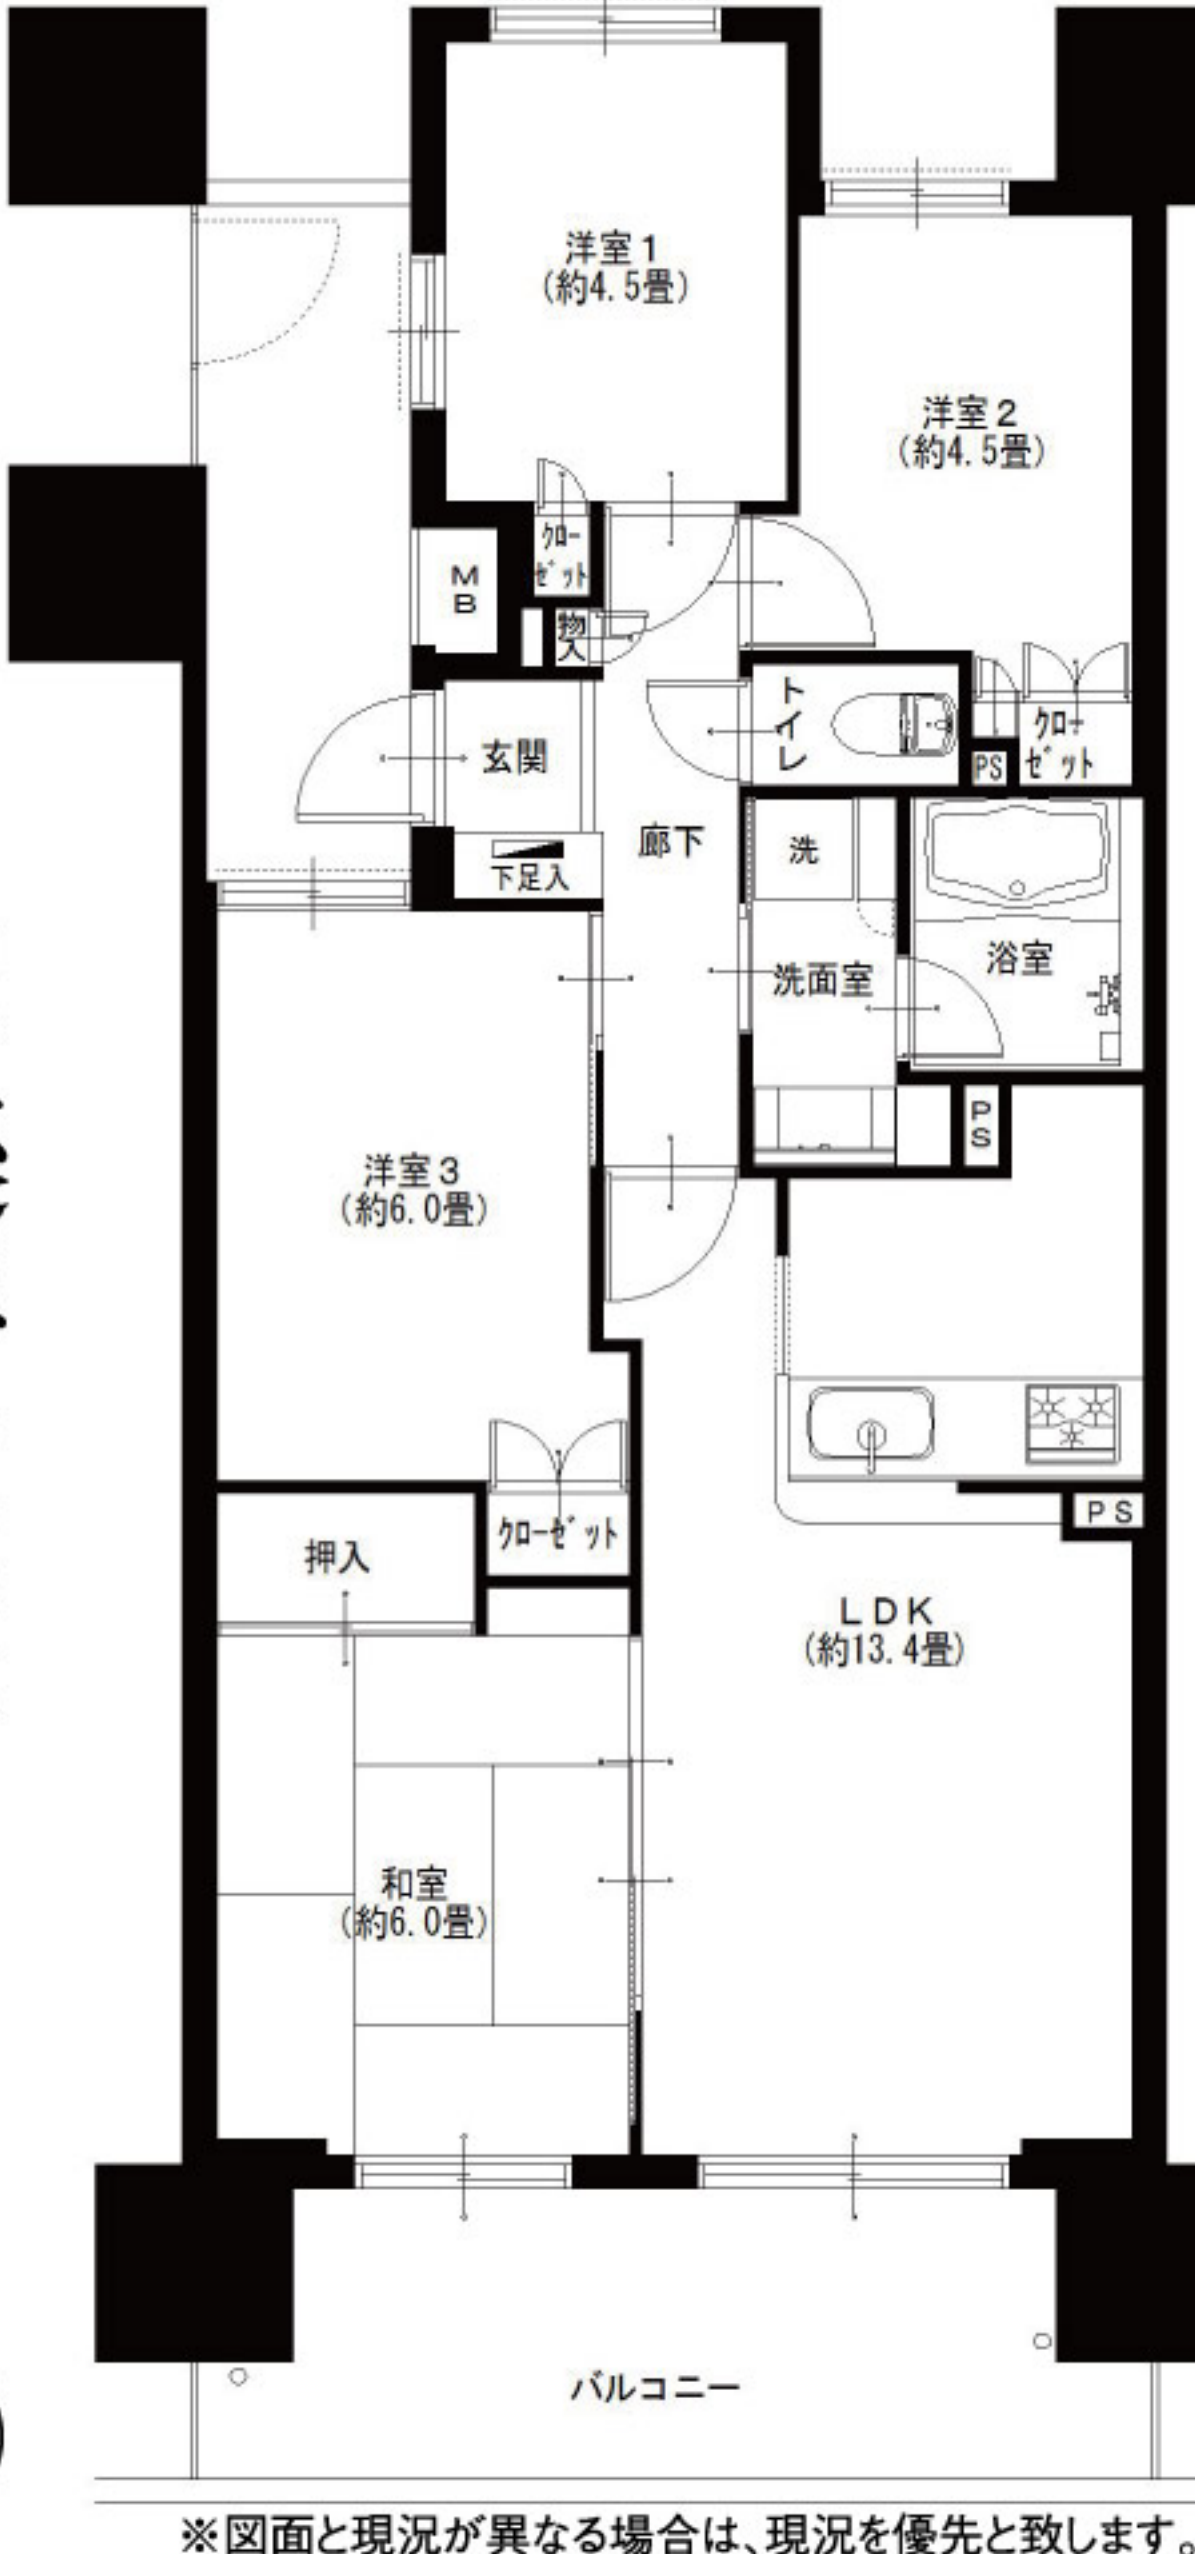 洋室1
(約4.5畳)
洋室2
(約4.5畳)
クロー
ゼット
MB
物入
トイレ
クロー
ゼット
PS
玄関
廊下
洗
下足入
浴室
洗面室
PS
洋室3
(約6.0畳)
クローゼット
PS
押入
LDK
(約13.4畳)
和室
(約6.0畳)
バルコニー
※図面と現況が異なる場合は、現況を優先と致します。